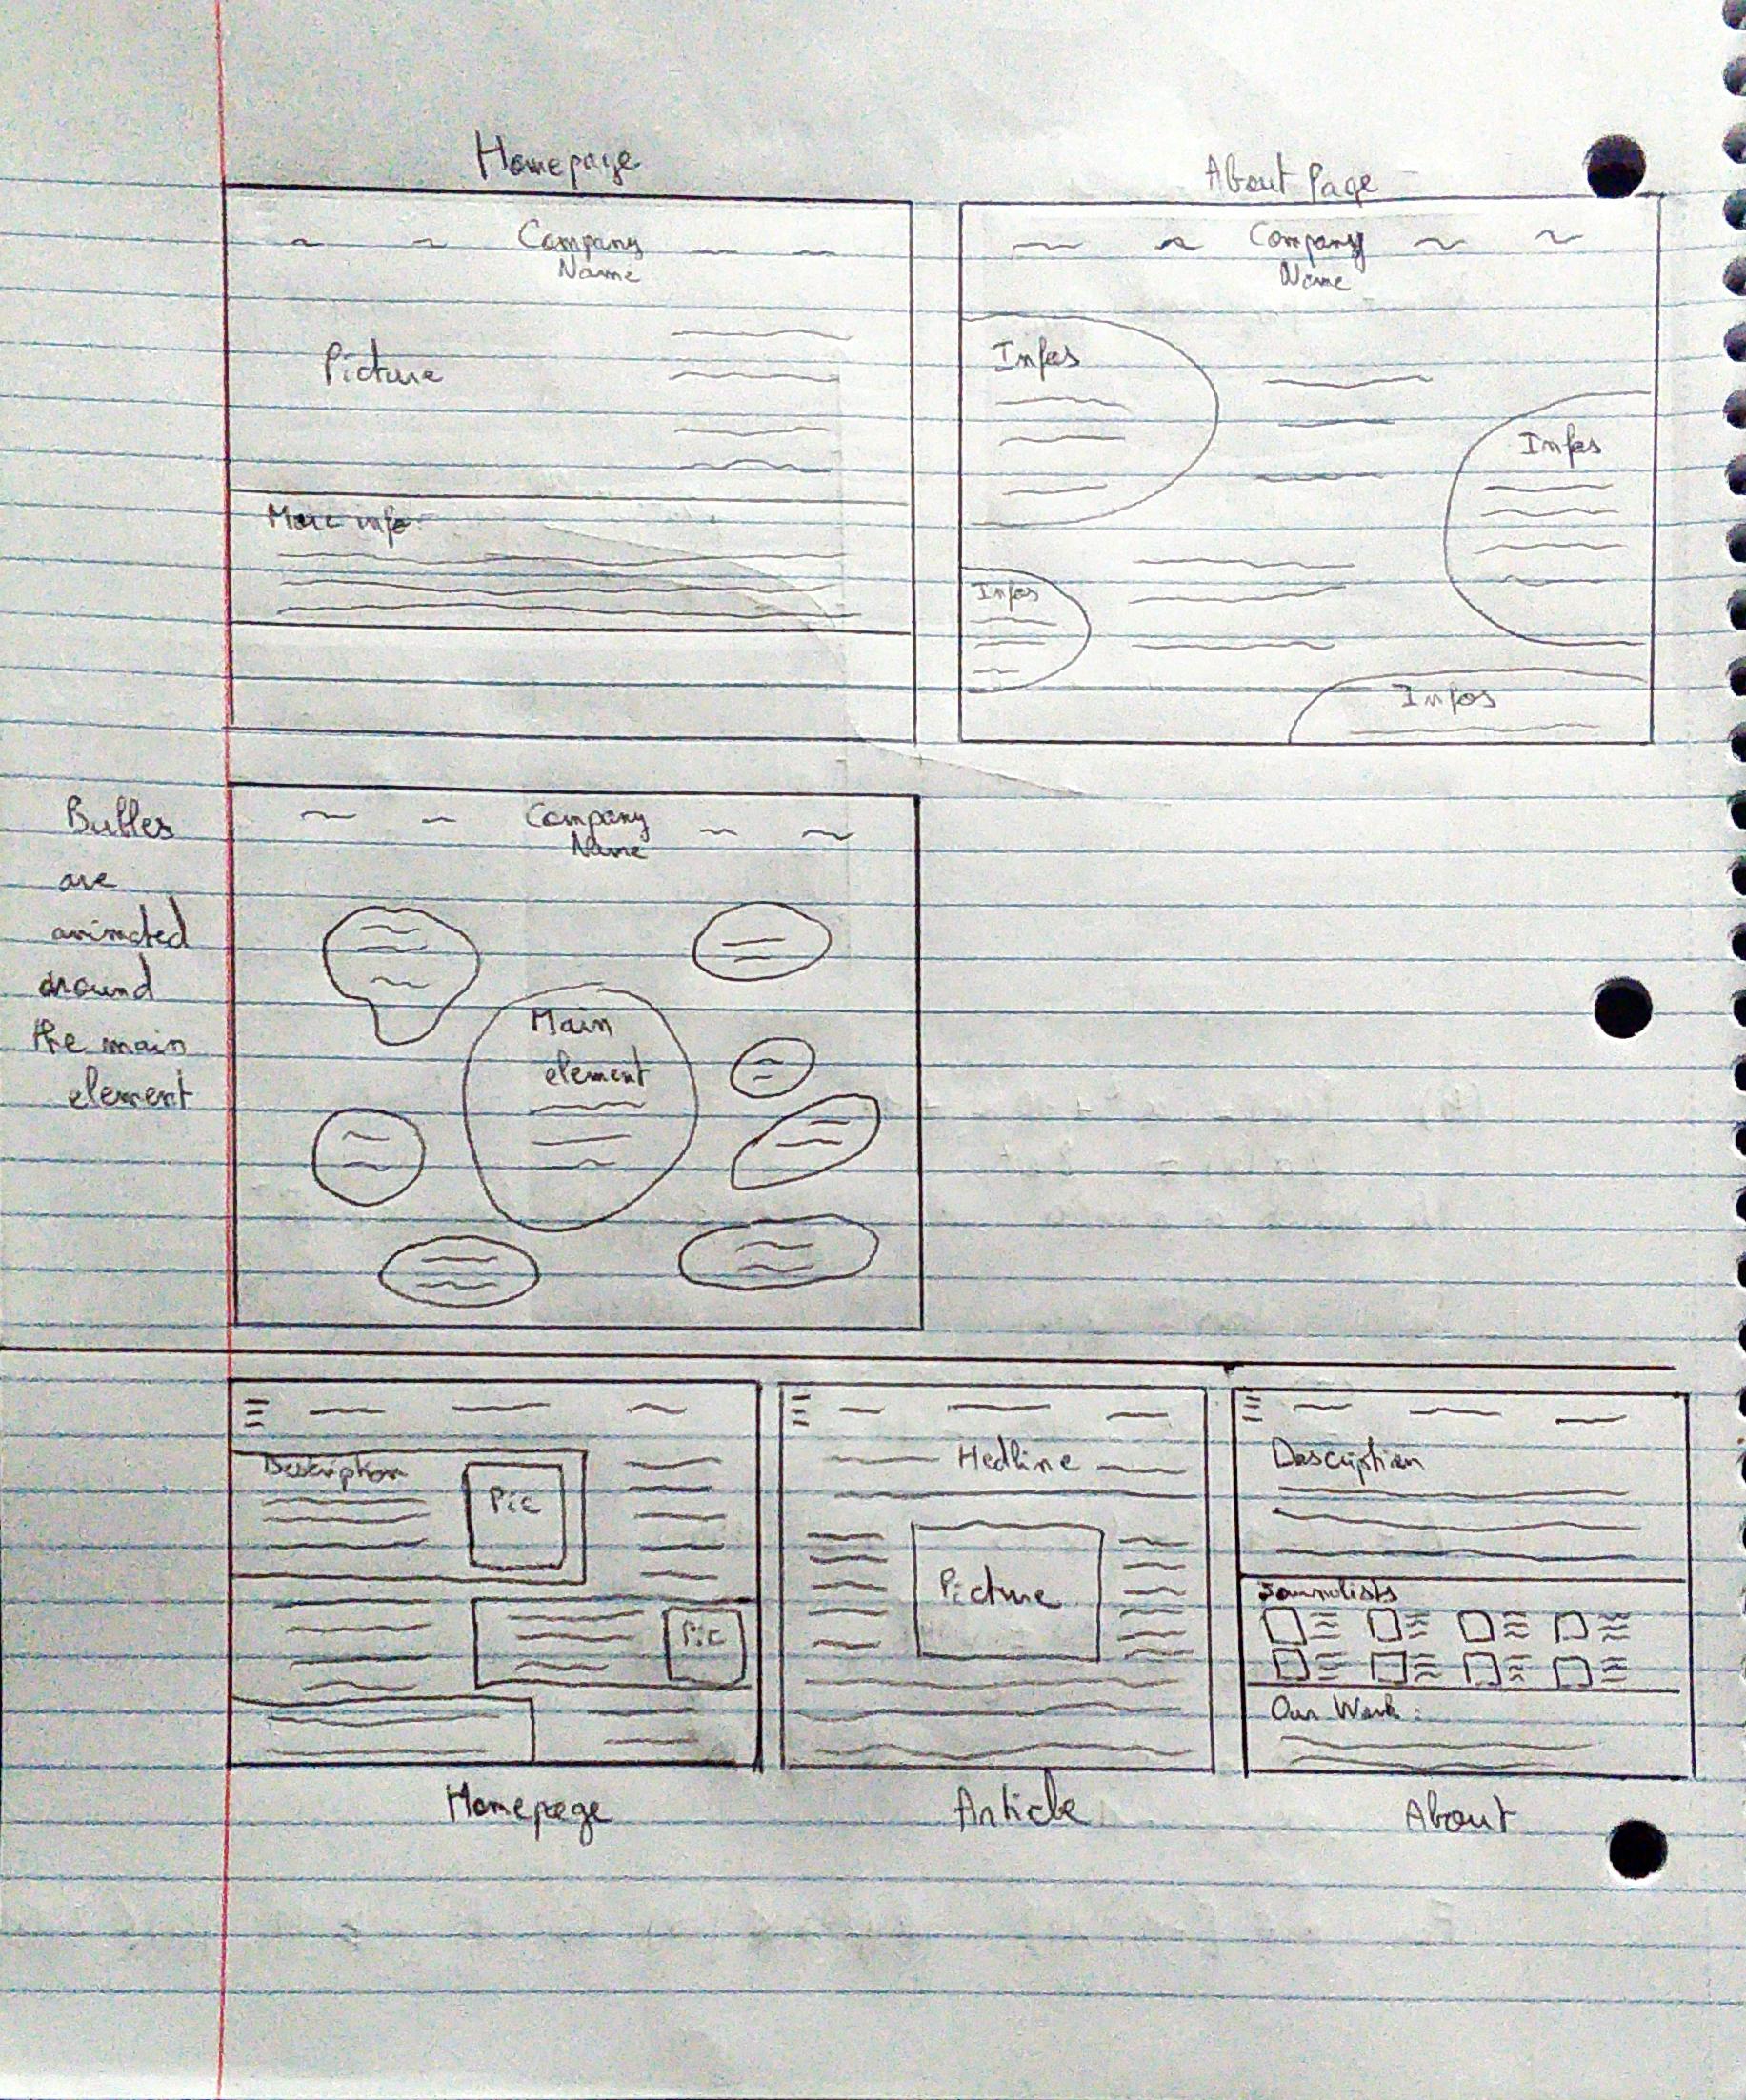 Homepage
Company
Name
Picture
More info:
About Page
Company
Name
Infos
Infos
Infos
Infos
Bubles
are
animated
around
the main
element
Company
Name
Main
element
Description
Pic
Pic
Homepage
Hedline
Picture
Article
Description
Journalists
Our Work :
About